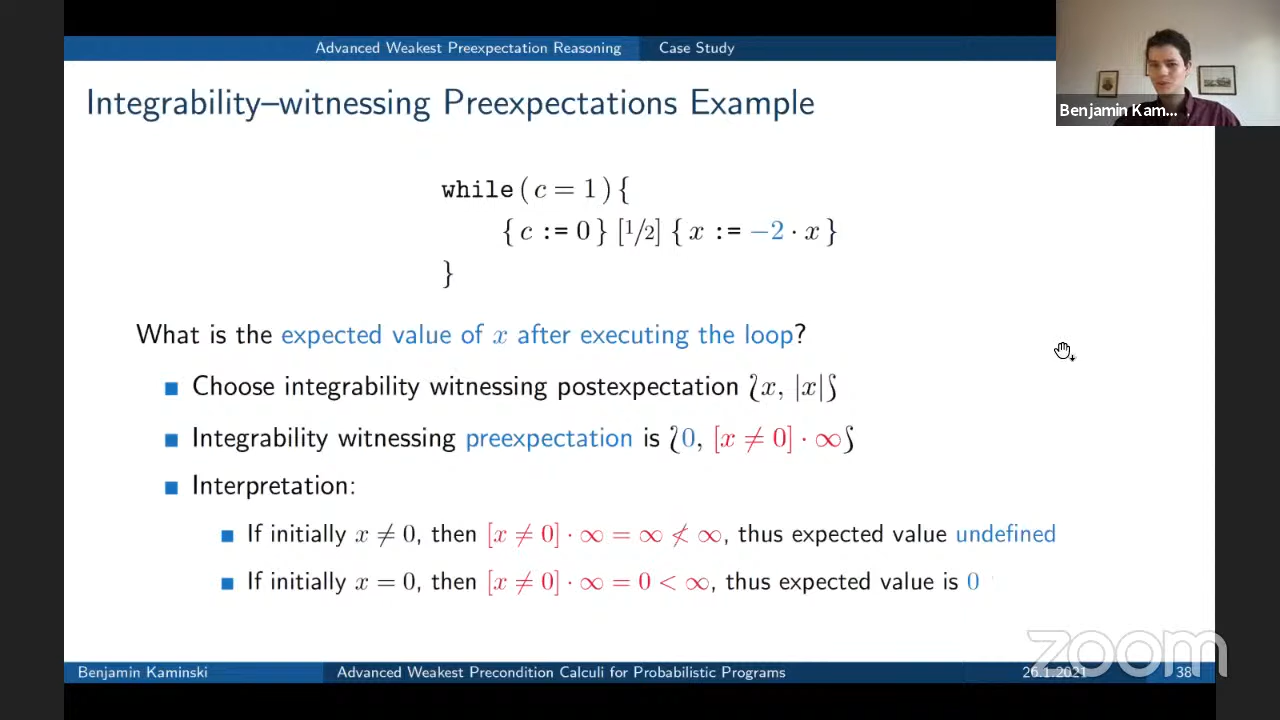 Advanced Weakest Preexpectation Reasoning Case Study
Integrability–witnessing Preexpectations Example
Benjamin Kam...
while ( c = 1 ) {
{ c := 0 } [1/2] { x := −2 · x }
}
What is the expected value of x after executing the loop?
■ Choose integrability witnessing postexpectation ⟅x, |x|⟆
■ Integrability witnessing preexpectation is ⟅0, [x ≠ 0] · ∞⟆
■ Interpretation:
■ If initially x ≠ 0, then [x ≠ 0] · ∞ = ∞ ≮ ∞, thus expected value undefined
■ If initially x = 0, then [x ≠ 0] · ∞ = 0 < ∞, thus expected value is 0
zoom
Benjamin Kaminski Advanced Weakest Precondition Calculi for Probabilistic Programs 26.1.2021 38